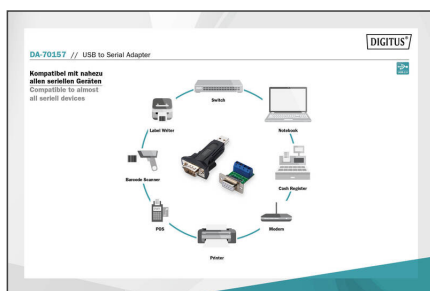 DIGITUS®
DA-70157 // USB to Serial Adapter
Kompatibel mit nahezu
allen seriellen Geräten
Compatible to almost
all seriell devices
Switch
Label Writer
Notebook
Barcode Scanner
Cash Register
POS
Modem
Printer